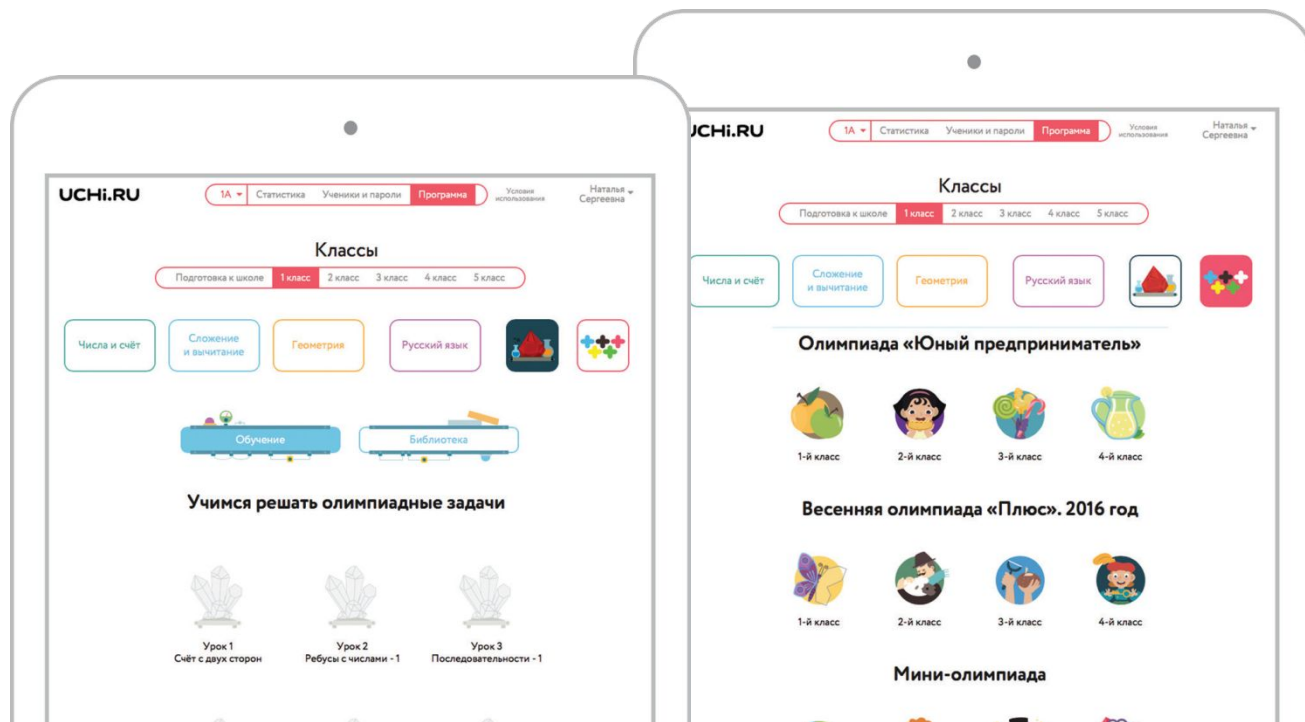 UCHi.RU
1А
Статистика
Ученики и пароли
Программа
Условия
использования
Наталья
Сергеевна
Классы
Подготовка к школе
1 класс
2 класс
3 класс
4 класс
5 класс
Числа и счёт
Сложение
и вычитание
Геометрия
Русский язык
Обучение
Библиотека
Учимся решать олимпиадные задачи
Урок 1
Счёт с двух сторон
Урок 2
Ребусы с числами - 1
Урок 3
Последовательности - 1
UCHi.RU
1А
Статистика
Ученики и пароли
Программа
Условия
использования
Наталья
Сергеевна
Классы
Подготовка к школе
1 класс
2 класс
3 класс
4 класс
5 класс
Числа и счёт
Сложение
и вычитание
Геометрия
Русский язык
Олимпиада «Юный предприниматель»
1-й класс
2-й класс
3-й класс
4-й класс
Весенняя олимпиада «Плюс». 2016 год
1-й класс
2-й класс
3-й класс
4-й класс
Мини-олимпиада